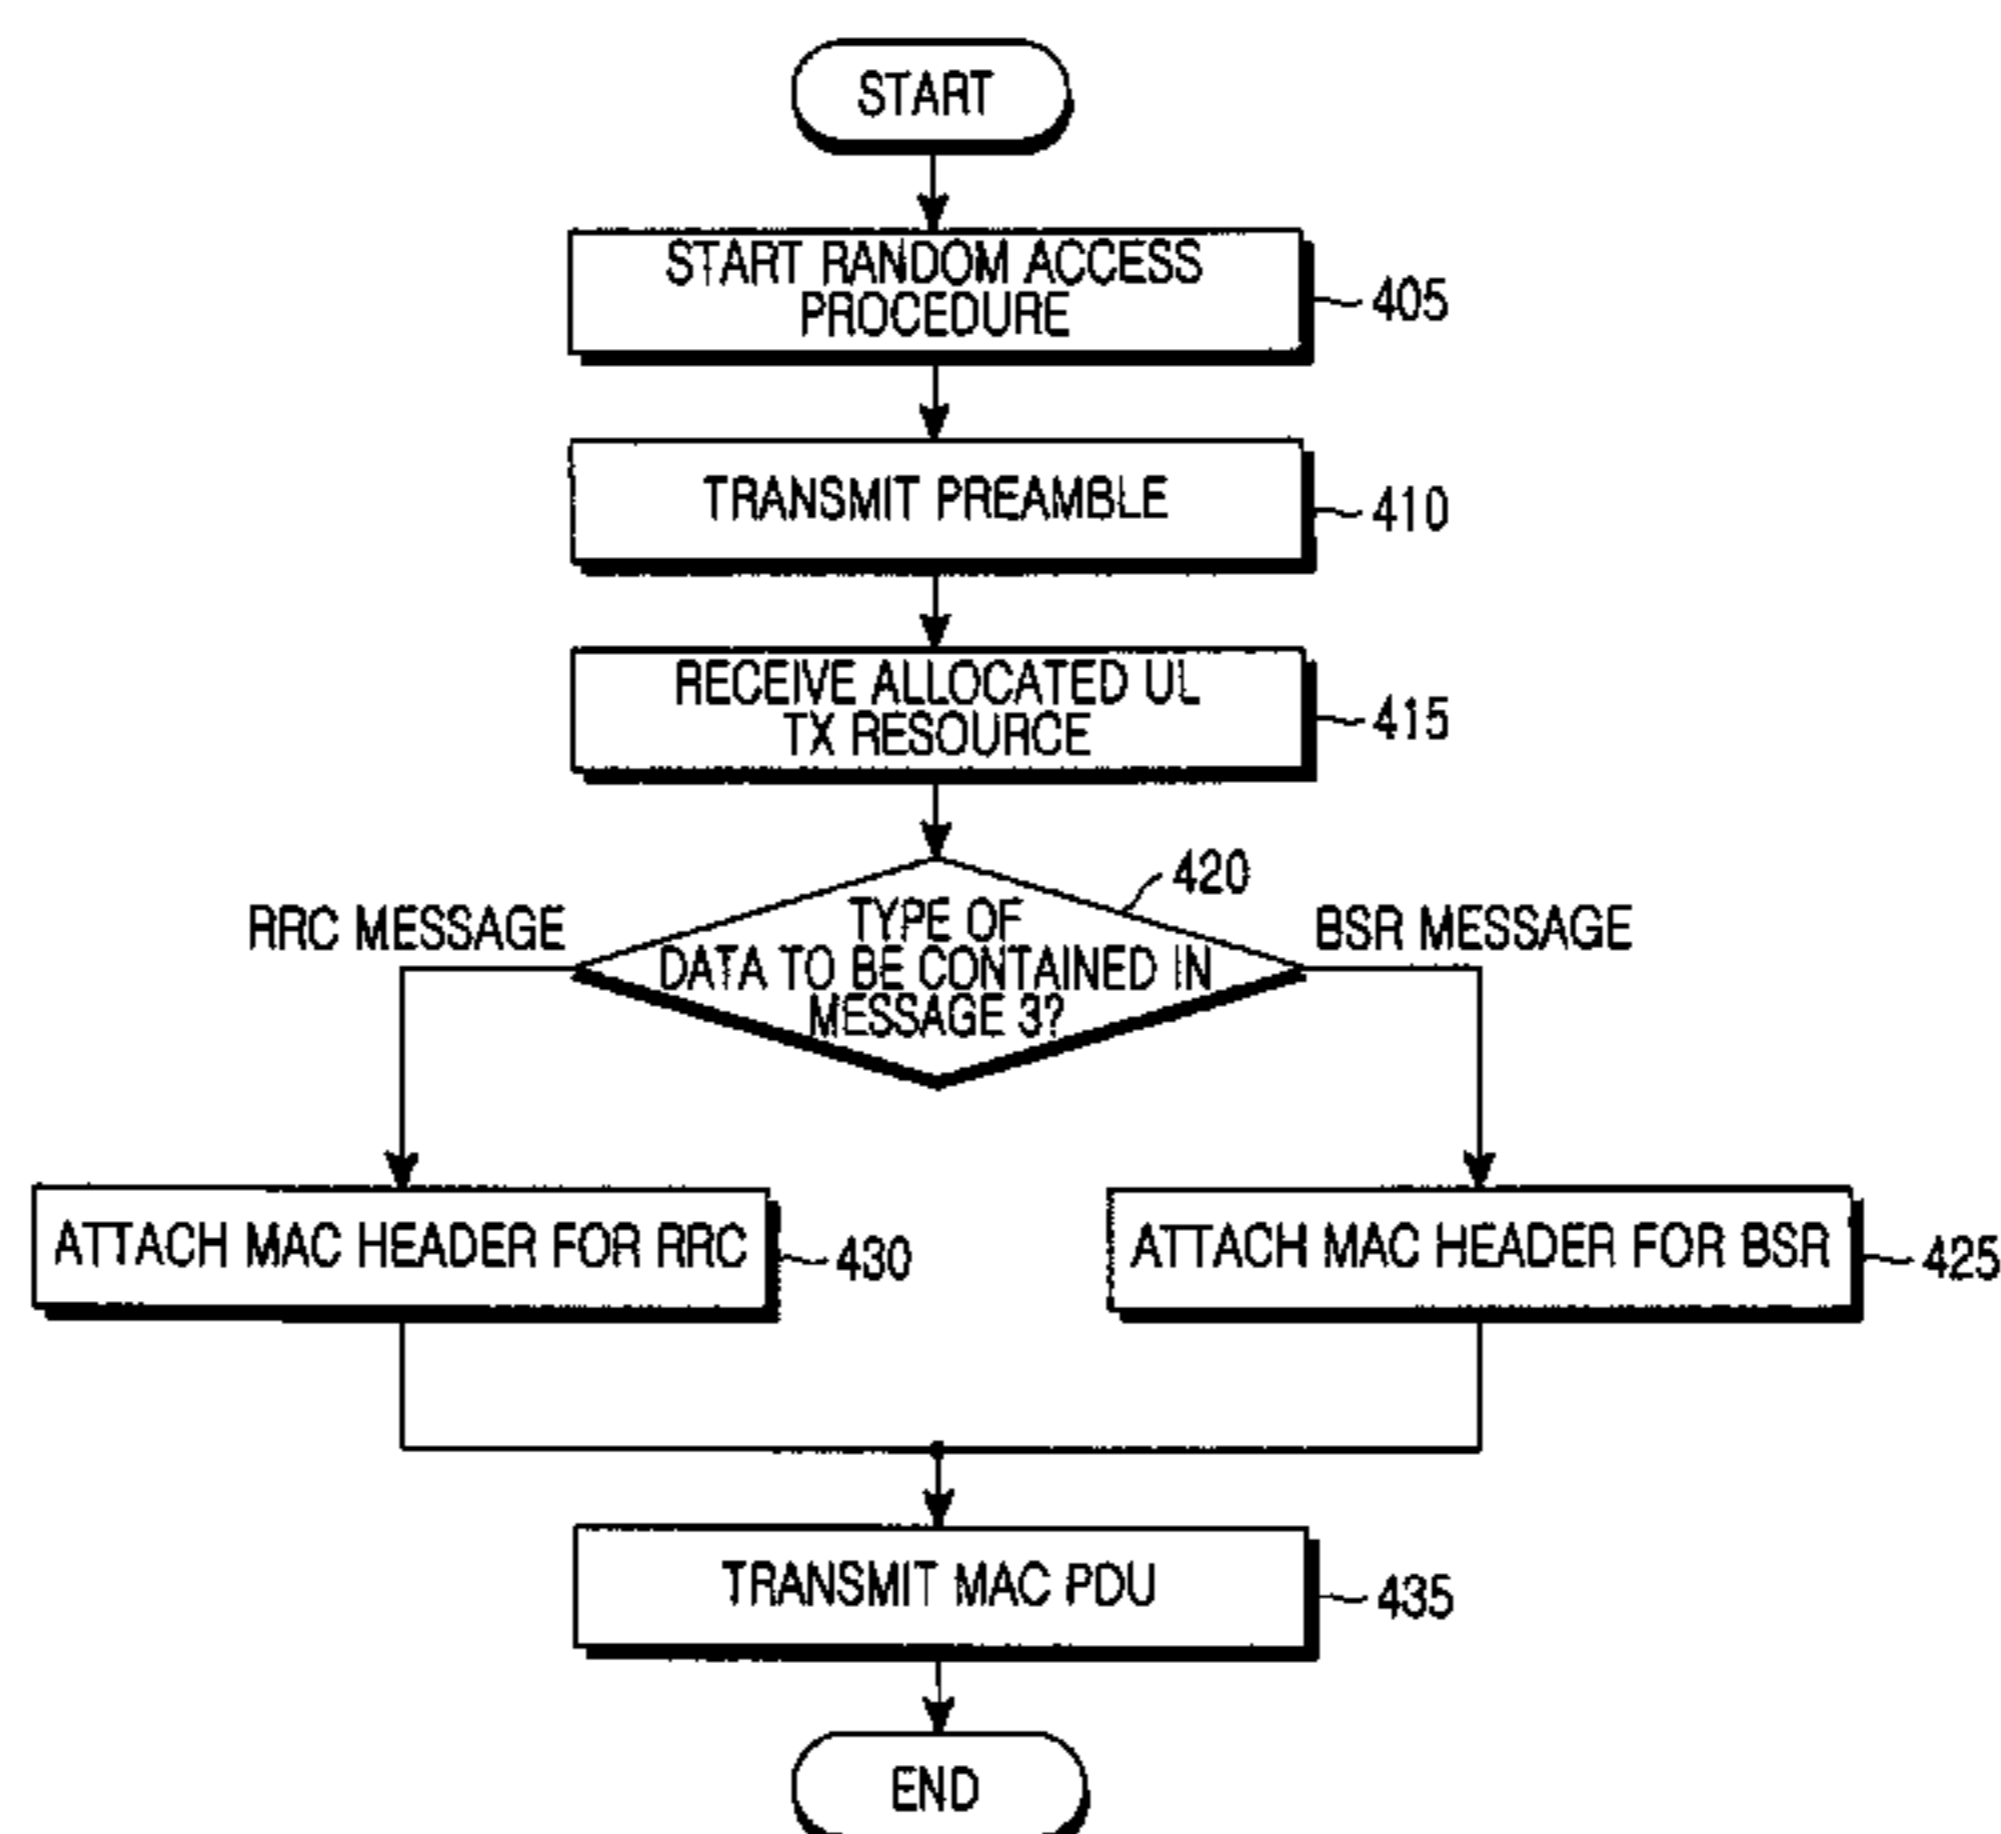 START
START RANDOM ACCESS
PROCEDURE
405
TRANSMIT PREAMBLE
410
RECEIVE ALLOCATED UL
TX RESOURCE
415
420
RRC MESSAGE
BSR MESSAGE
TYPE OF
DATA TO BE CONTAINED IN
MESSAGE 3?
ATTACH MAC HEADER FOR RRC
430
ATTACH MAC HEADER FOR BSR
425
TRANSMIT MAC PDU
435
END